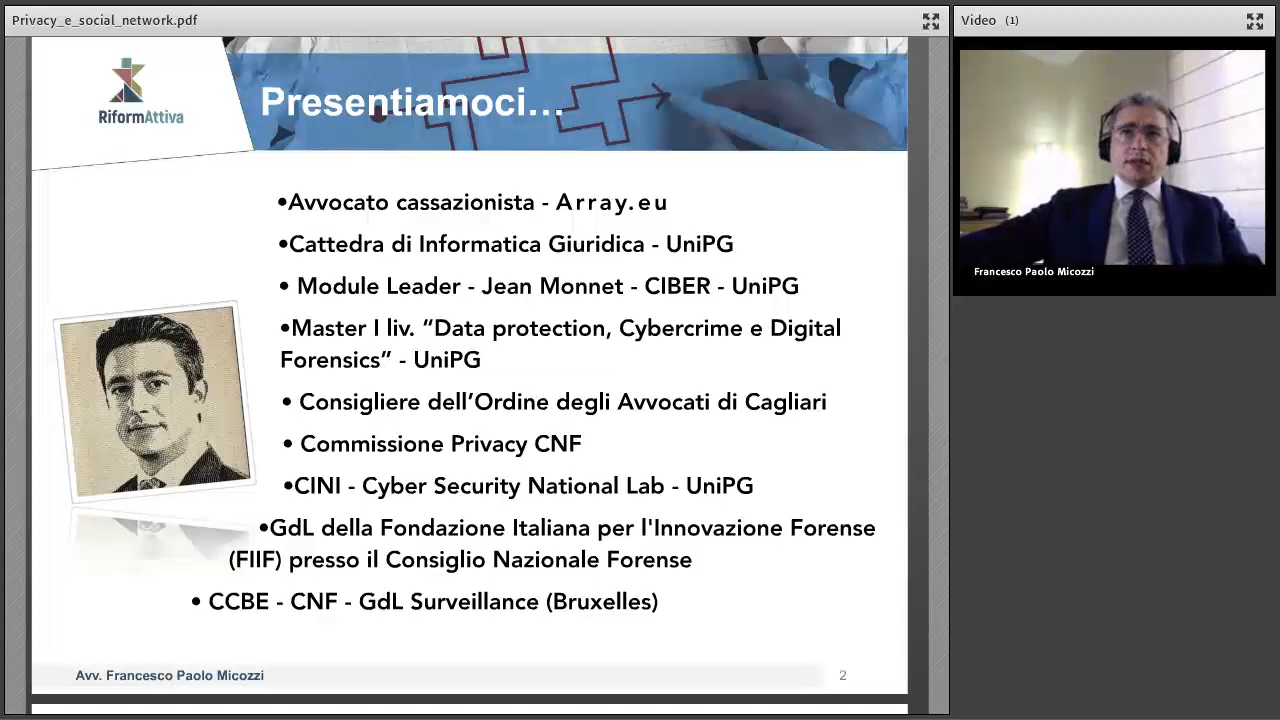 Privacy_e_social_network.pdf
Video (1)
RiformAttiva
Presentiamoci...
•Avvocato cassazionista - Array.eu
•Cattedra di Informatica Giuridica - UniPG
• Module Leader - Jean Monnet - CIBER - UniPG
•Master I liv. “Data protection, Cybercrime e Digital
Forensics” - UniPG
• Consigliere dell’Ordine degli Avvocati di Cagliari
• Commissione Privacy CNF
•CINI - Cyber Security National Lab - UniPG
•GdL della Fondazione Italiana per l'Innovazione Forense
(FIIF) presso il Consiglio Nazionale Forense
• CCBE - CNF - GdL Surveillance (Bruxelles)
Avv. Francesco Paolo Micozzi
2
Francesco Paolo Micozzi